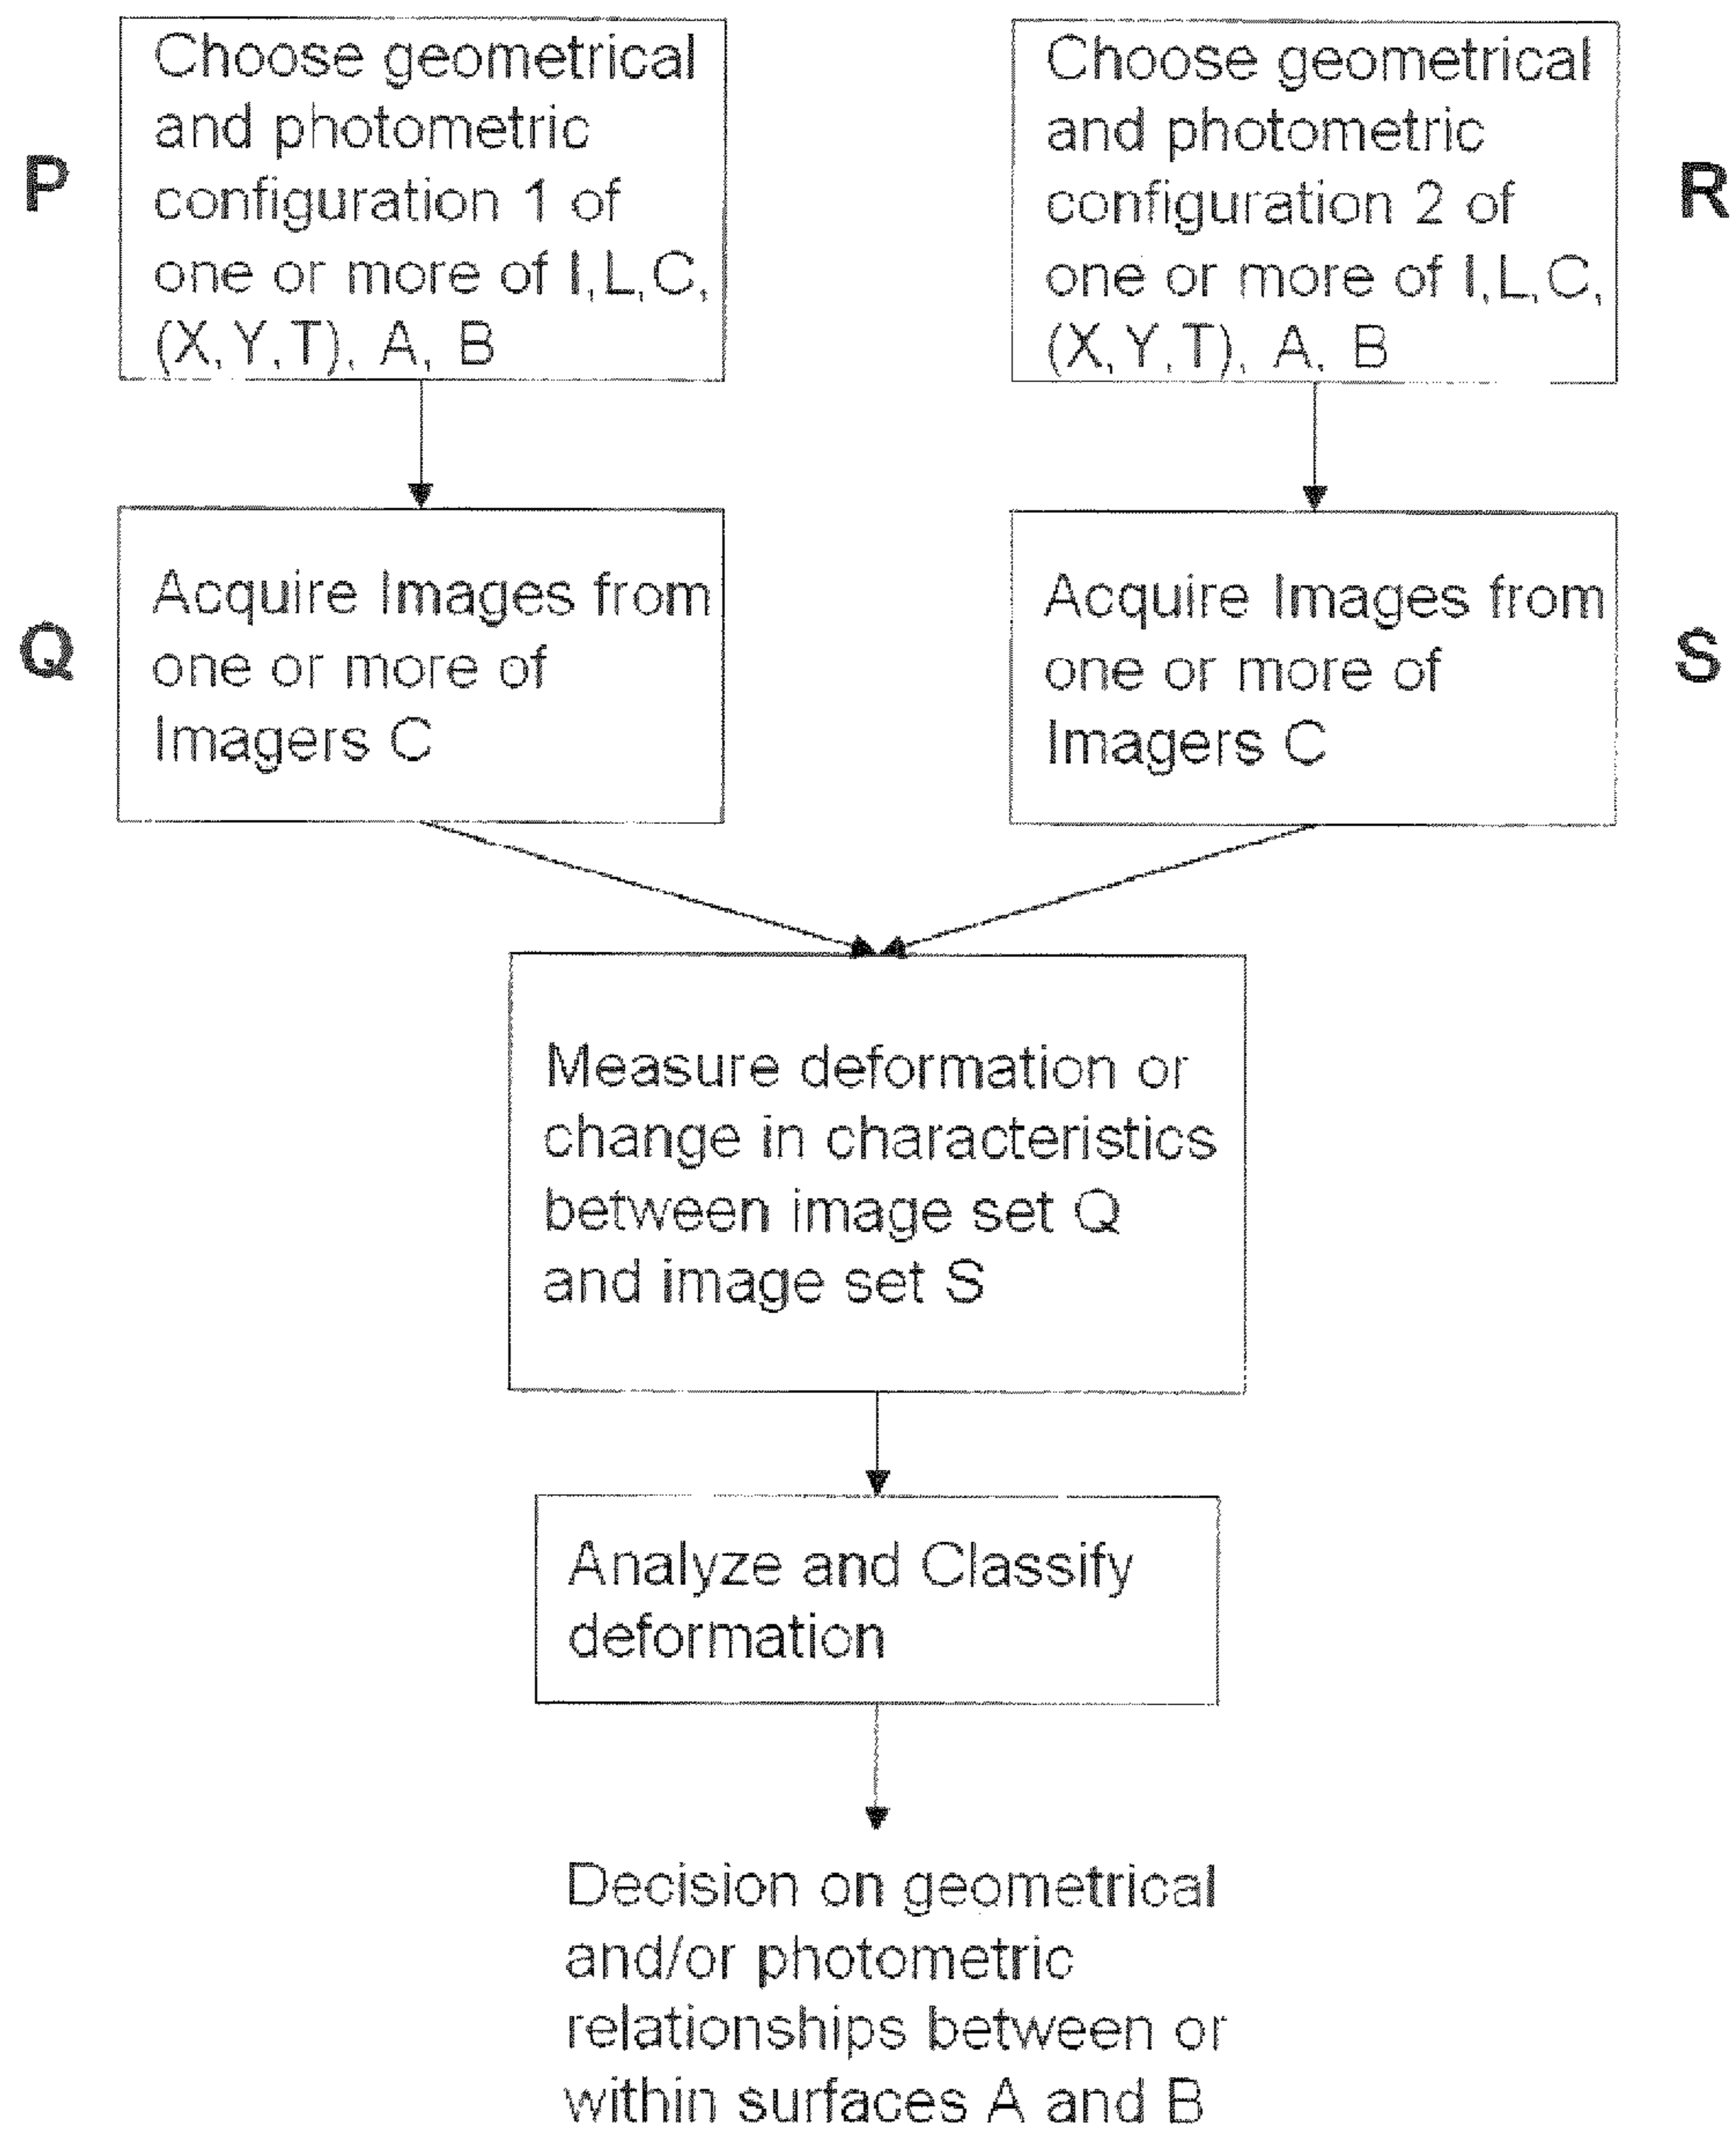 P
Choose geometrical
and photometric
configuration 1 of
one or more of I,L,C,
(X,Y,T), A, B
Choose geometrical
and photometric
configuration 2 of
one or more of I,L,C,
(X,Y,T), A, B
R
Q
Acquire Images from
one or more of
Imagers C
Acquire Images from
one or more of
Imagers C
S
Measure deformation or
change in characteristics
between image set Q
and image set S
Analyze and Classify
deformation
Decision on geometrical
and/or photometric
relationships between or
within surfaces A and B